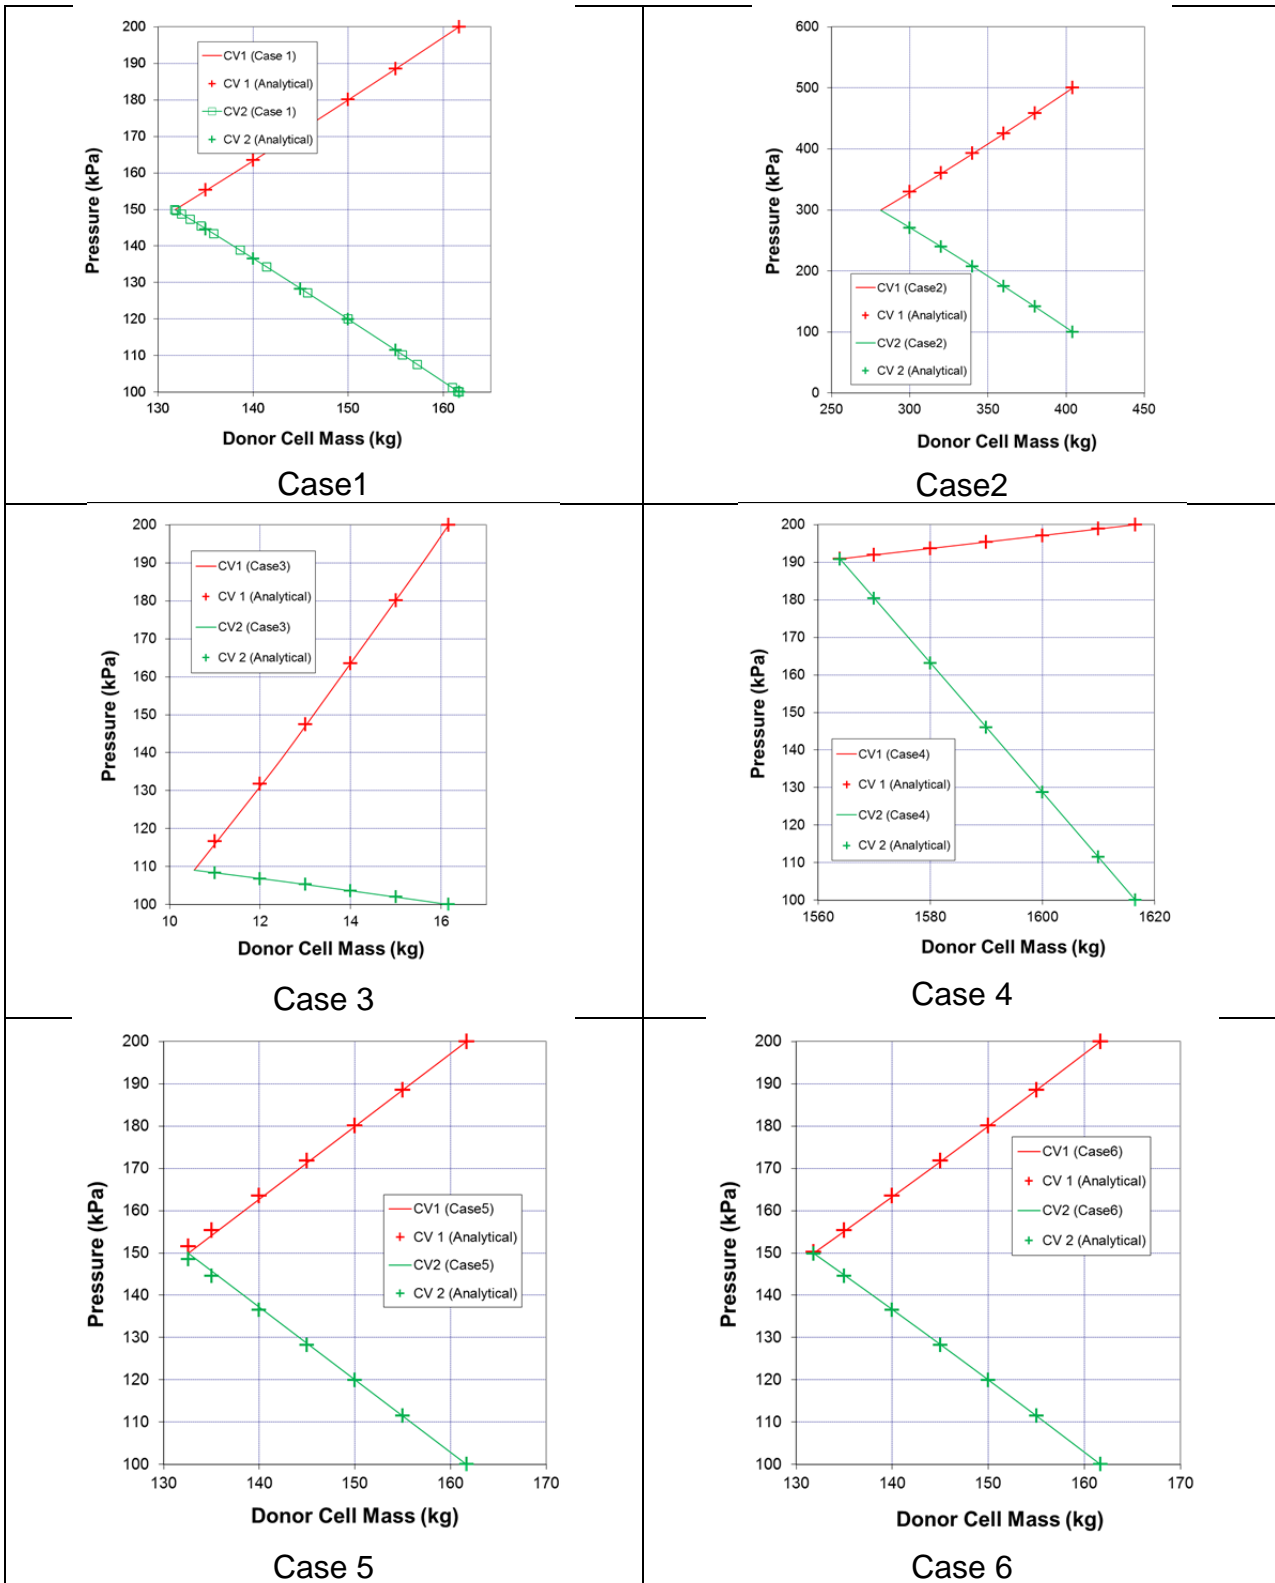 200
190
180
170
160
150
140
130
120
110
100
130
140
150
160
Pressure (kPa)
CV1 (Case 1)
CV 1 (Analytical)
CV2 (Case 1)
CV 2 (Analytical)
Donor Cell Mass (kg)
Case1
600
500
400
300
200
100
0
250
300
350
400
450
Pressure (kPa)
CV1 (Case2)
CV 1 (Analytical)
CV2 (Case2)
CV 2 (Analytical)
Donor Cell Mass (kg)
Case2
200
190
180
170
160
150
140
130
120
110
100
10
12
14
16
Pressure (kPa)
CV1 (Case3)
CV 1 (Analytical)
CV2 (Case3)
CV 2 (Analytical)
Donor Cell Mass (kg)
Case 3
200
190
180
170
160
150
140
130
120
110
100
1560
1580
1600
1620
Pressure (kPa)
CV1 (Case4)
CV 1 (Analytical)
CV2 (Case4)
CV 2 (Analytical)
Donor Cell Mass (kg)
Case 4
200
190
180
170
160
150
140
130
120
110
100
130
140
150
160
170
Pressure (kPa)
CV1 (Case5)
CV 1 (Analytical)
CV2 (Case5)
CV 2 (Analytical)
Donor Cell Mass (kg)
Case 5
200
190
180
170
160
150
140
130
120
110
100
130
140
150
160
170
Pressure (kPa)
CV1 (Case6)
CV 1 (Analytical)
CV2 (Case6)
CV 2 (Analytical)
Donor Cell Mass (kg)
Case 6